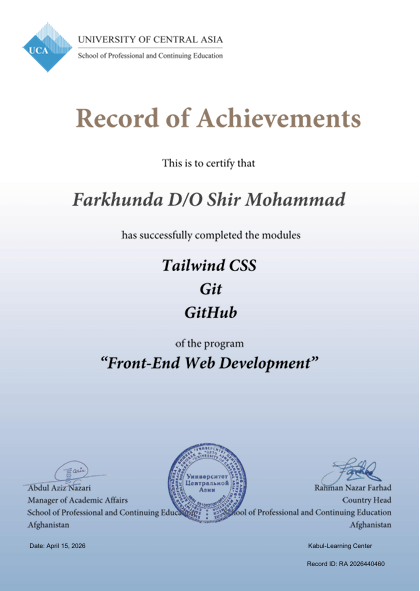 UCA
UNIVERSITY OF CENTRAL ASIA
School of Professional and Continuing Education
Record of Achievements
This is to certify that
Farkhunda D/O Shir Mohammad
has successfully completed the modules
Tailwind CSS
Git
GitHub
of the program
“Front-End Web Development”
Abdul Aziz Nazari
Manager of Academic Affairs
School of Professional and Continuing
Afghanistan
Университет
Центральной
Азии
Rahman Nazar Farhad
Country Head
of Professional and Continuing Education
Afghanistan
Date: April 15, 2026
Kabul-Learning Center
Record ID: RA 2026440460